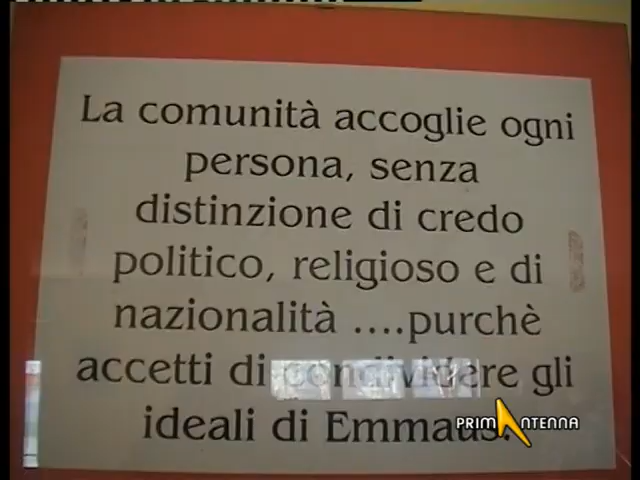 La comunità accoglie ogni
persona, senza
distinzione di credo
politico, religioso e di
nazionalità ....purchè
accetti di condividere gli
ideali di Emmaus.
PRIMANTENNA